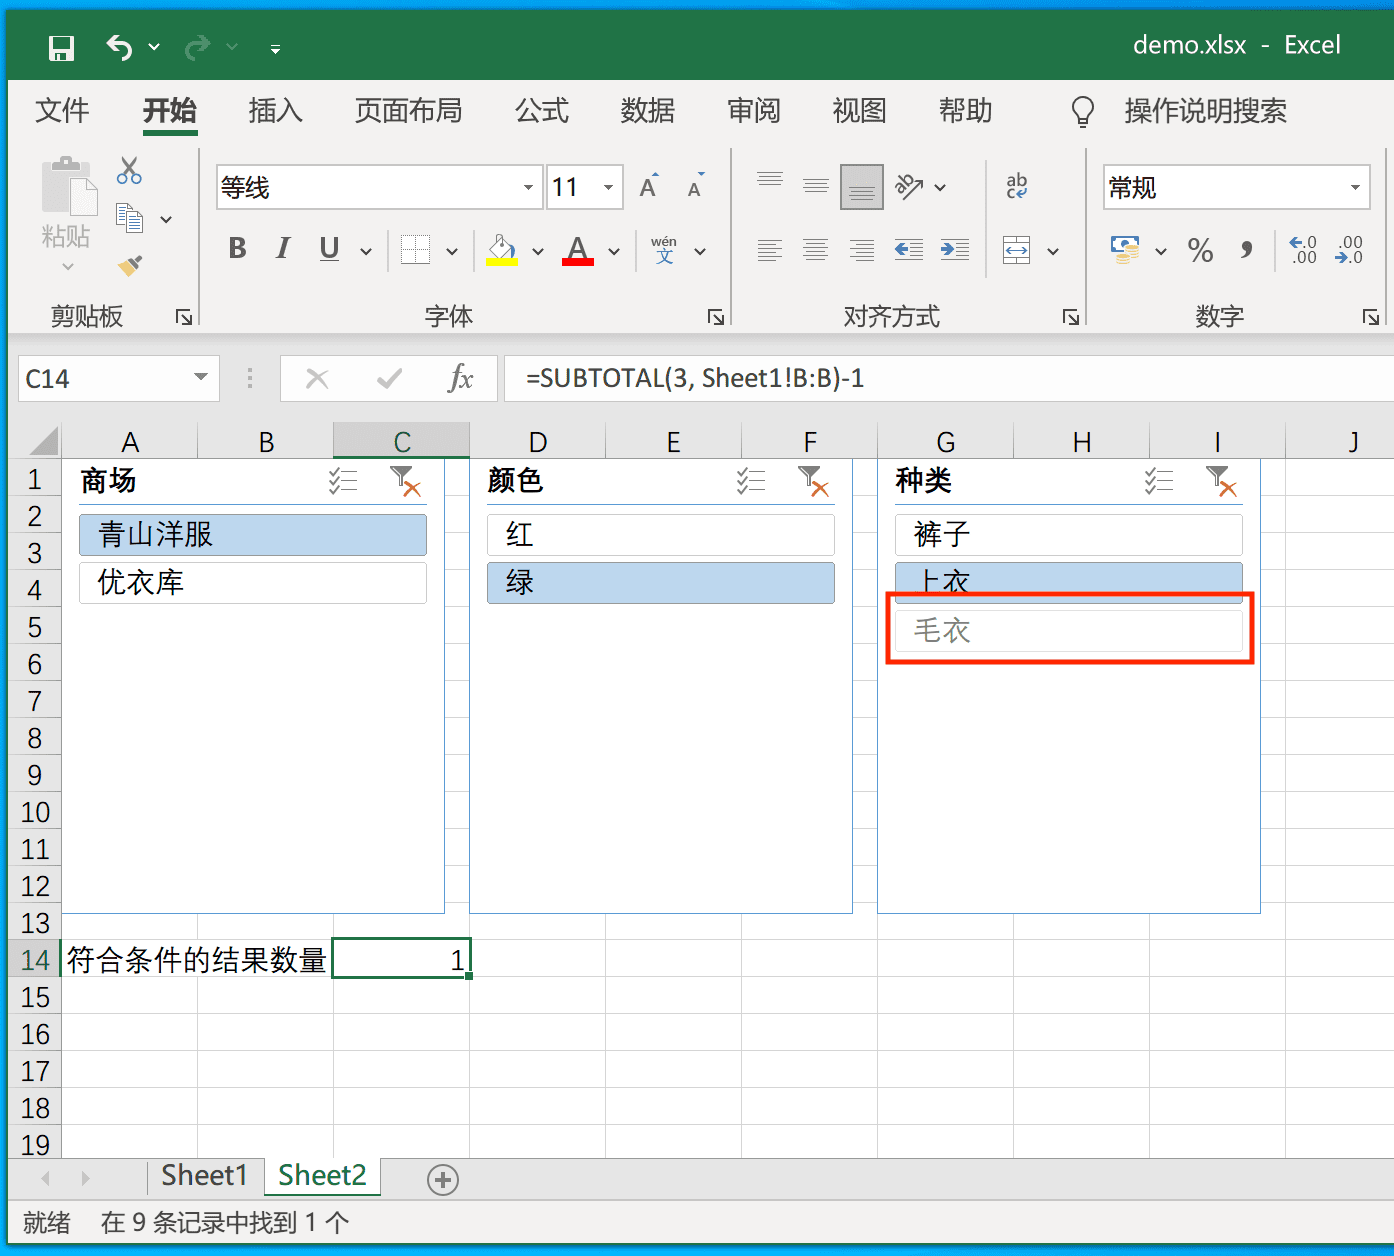 demo.xlsx - Excel
文件 开始 插入 页面布局 公式 数据 审阅 视图 帮助 操作说明搜索
粘贴
等线 11 A A
ab
c
常规
B I U A wén
文
% , .0
.00 .00
.0
剪贴板 字体 对齐方式 数字
C14 fx =SUBTOTAL(3, Sheet1!B:B)-1
A B C D E F G H I J
1 商场 颜色 种类
2 青山洋服 红 裤子
3
4 优衣库 绿 上衣
5 毛衣
6
7
8
9
10
11
12
13
14 符合条件的结果数量 1
15
16
17
18
19
Sheet1 Sheet2
就绪 在 9 条记录中找到 1 个